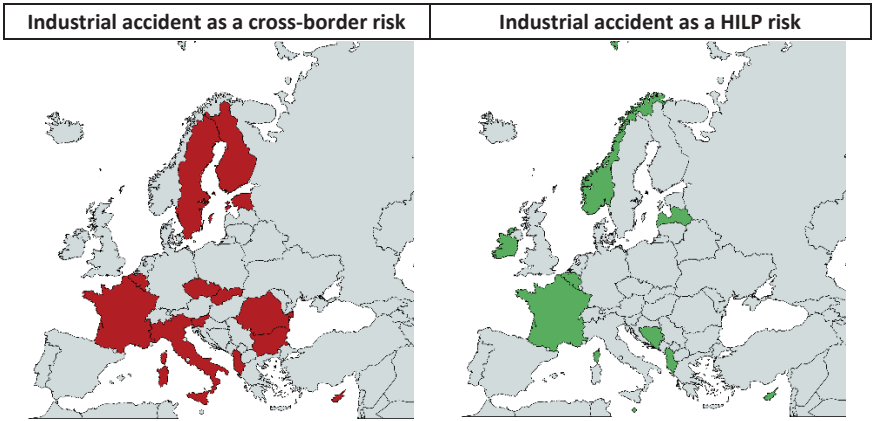 Industrial accident as a cross-border risk
Industrial accident as a HILP risk